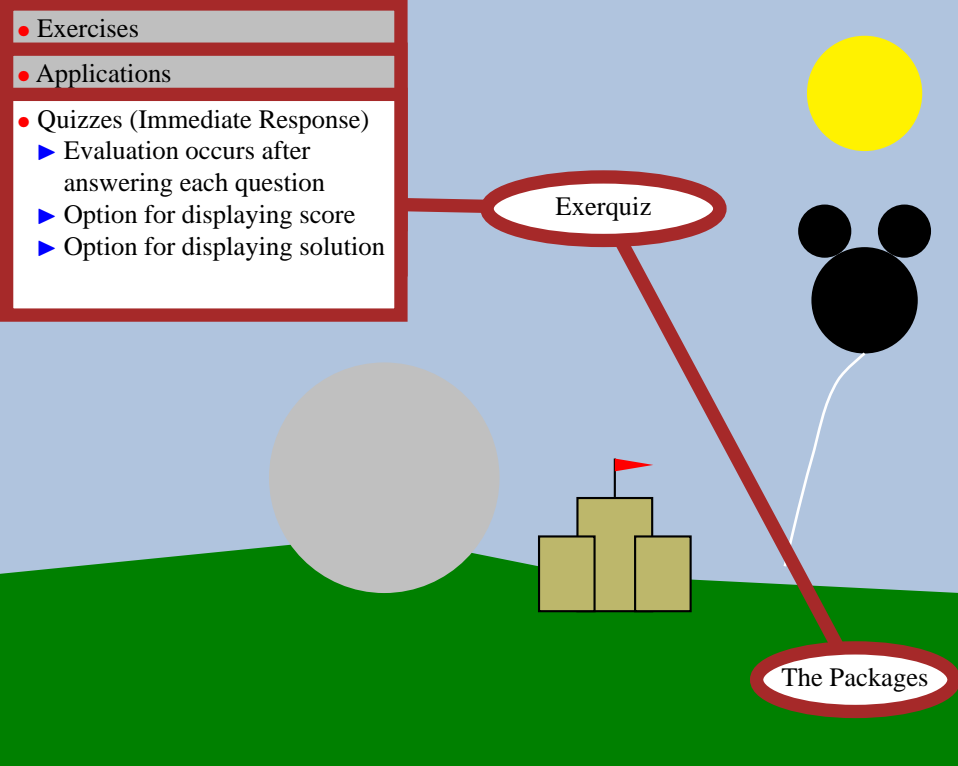 Exercises
Applications
Quizzes (Immediate Response)
Evaluation occurs after
answering each question
Option for displaying score
Option for displaying solution
Exerquiz
The Packages